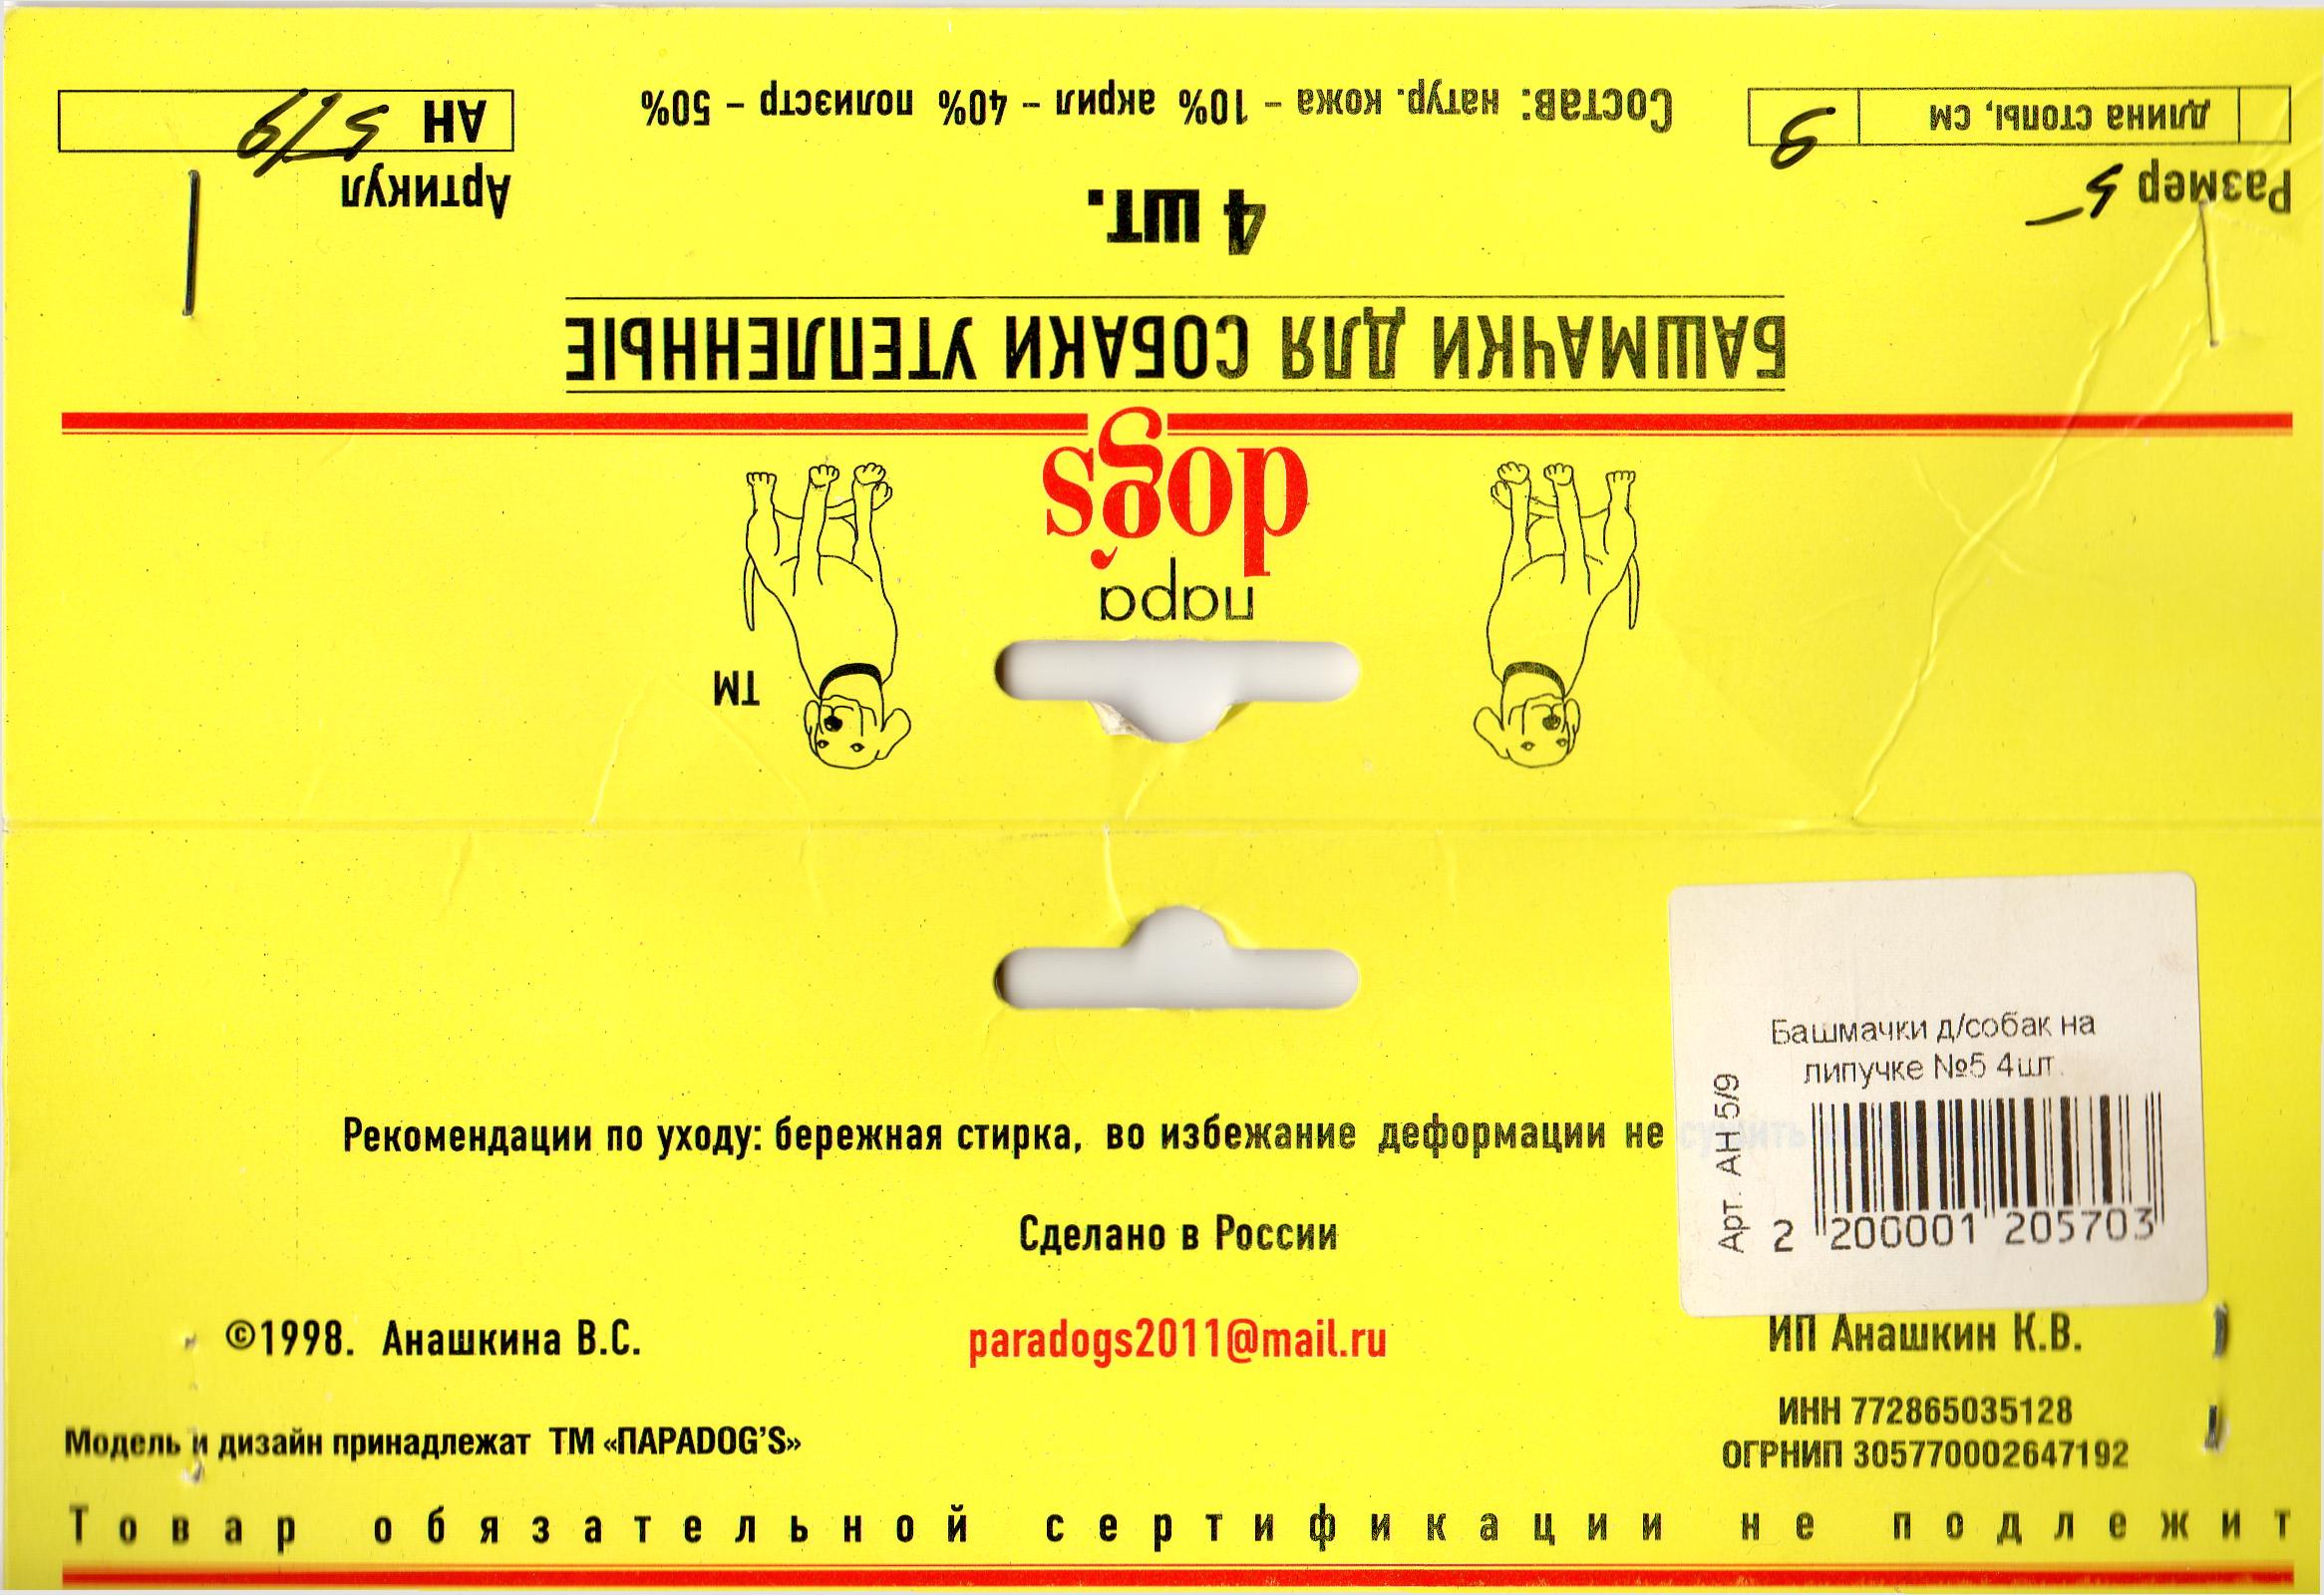 пара
dog's
TM
БАШМАЧКИ ДЛЯ СОБАКИ УТЕПЛЕННЫЕ
4 шт.
Размер 5
Артикул
длина стопы, см 9
Состав: натур. кожа – 10% акрил – 40% полиэстр – 50%
АН 5/9
Башмачки д/собак на
липучке №5 4шт.
Арт. АН 5/9
2 200001 205703
Рекомендации по уходу: бережная стирка, во избежание деформации не
Сделано в России
©1998. Анашкина В.С.
paradogs2011@mail.ru
ИП Анашкин К.В.
ИНН 772865035128
ОГРНИП 305770002647192
Модель и дизайн принадлежат ТМ «ПАРАDOG'S»
Товар обязательной сертификации не подлежит